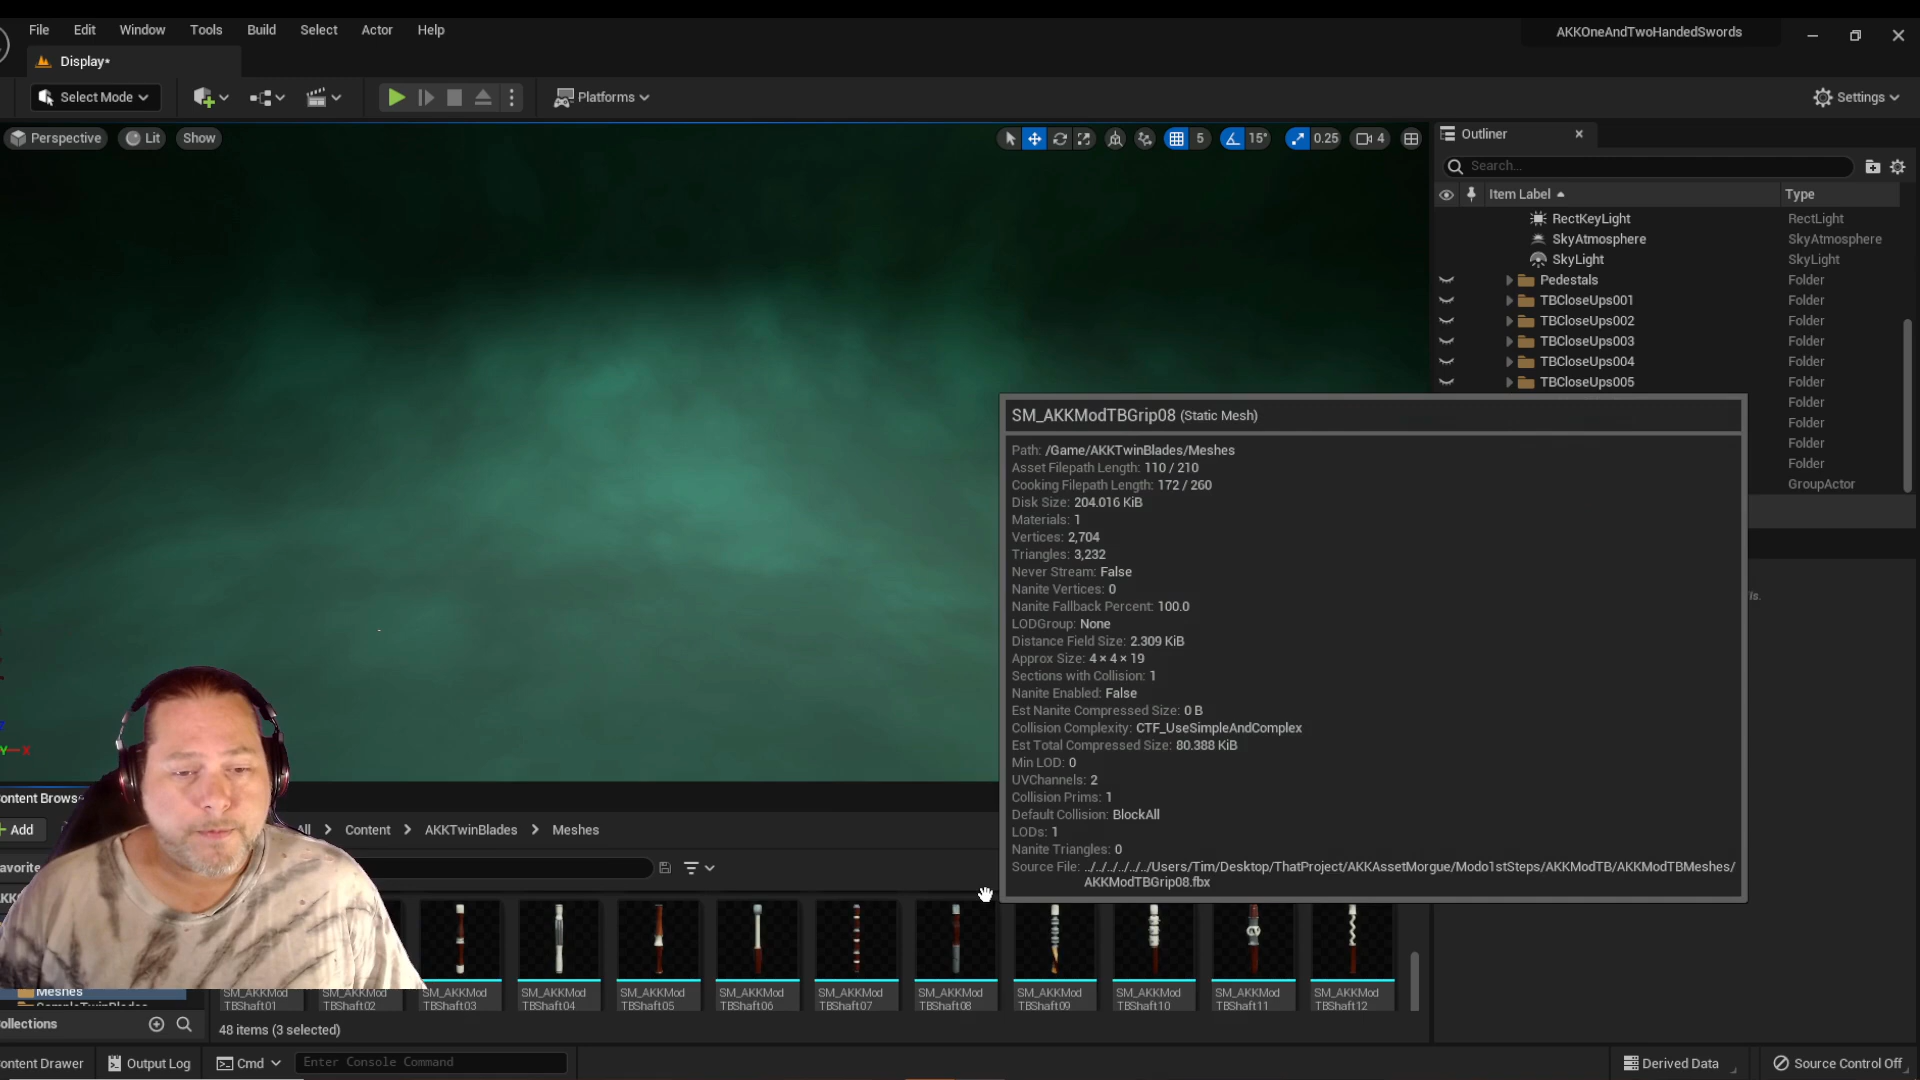 File Edit Window Tools Build Select Actor Help
AKKOneAndTwoHandedSwords
Display*
Select Mode
Platforms
Settings
Perspective Lit Show
5 15° 0.25 4
Outliner
Search...
Item Label Type
RectKeyLight RectLight
SkyAtmosphere SkyAtmosphere
SkyLight SkyLight
Pedestals Folder
TBCloseUps001 Folder
TBCloseUps002 Folder
TBCloseUps003 Folder
TBCloseUps004 Folder
TBCloseUps005 Folder
Folder
Folder
Folder
Folder
GroupActor
SM_AKKModTBGrip08 (Static Mesh)
Path: /Game/AKKTwinBlades/Meshes
Asset Filepath Length: 110 / 210
Cooking Filepath Length: 172 / 260
Disk Size: 204.016 KiB
Materials: 1
Vertices: 2,704
Triangles: 3,232
Never Stream: False
Nanite Vertices: 0
Nanite Fallback Percent: 100.0
LODGroup: None
Distance Field Size: 2.309 KiB
Approx Size: 4 × 4 × 19
Sections with Collision: 1
Nanite Enabled: False
Est Nanite Compressed Size: 0 B
Collision Complexity: CTF_UseSimpleAndComplex
Est Total Compressed Size: 80.388 KiB
Min LOD: 0
UVChannels: 2
Collision Prims: 1
Default Collision: BlockAll
LODs: 1
Nanite Triangles: 0
Source File: ../../../../../../Users/Tim/Desktop/ThatProject/AKKAssetMorgue/Modo1stSteps/AKKModTB/AKKModTBMeshes/
AKKModTBGrip08.fbx
ls.
Y X
ontent Brows
Add
All > Content > AKKTwinBlades > Meshes
avorite
Meshes
SM_AKKMod SM_AKKMod SM_AKKMod SM_AKKMod SM_AKKMod SM_AKKMod SM_AKKMod SM_AKKMod SM_AKKMod SM_AKKMod SM_AKKMod SM_AKKMod
TBShaft01 TBShaft02 TBShaft03 TBShaft04 TBShaft05 TBShaft06 TBShaft07 TBShaft08 TBShaft09 TBShaft10 TBShaft11 TBShaft12
ollections
48 items (3 selected)
ontent Drawer Output Log Cmd Enter Console Command
Derived Data Source Control Off